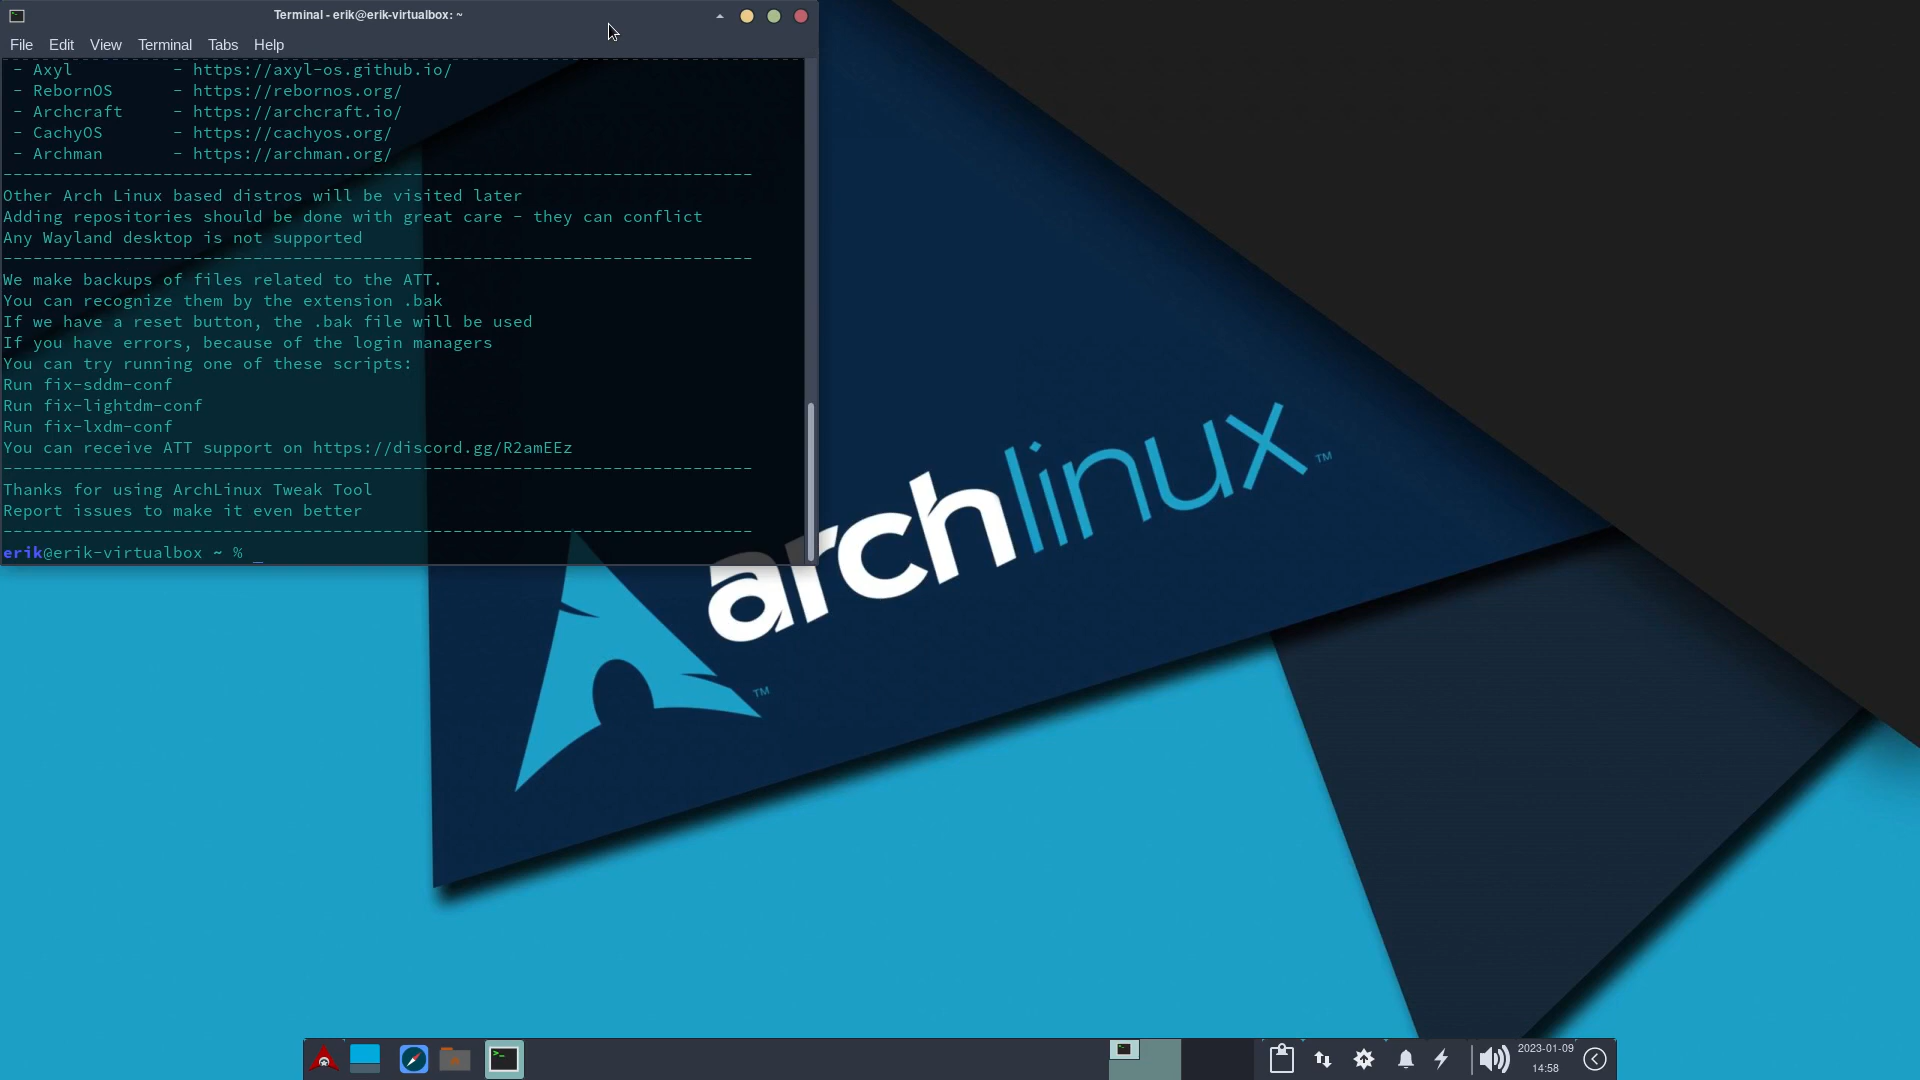 Terminal - erik@erik-virtualbox: ~
File Edit View Terminal Tabs Help
- Axyl - https://axyl-os.github.io/
- RebornOS - https://rebornos.org/
- Archcraft - https://archcraft.io/
- CachyOS - https://cachyos.org/
- Archman - https://archman.org/
---------------------------------------------------------------------------
Other Arch Linux based distros will be visited later
Adding repositories should be done with great care - they can conflict
Any Wayland desktop is not supported
---------------------------------------------------------------------------
We make backups of files related to the ATT.
You can recognize them by the extension .bak
If we have a reset button, the .bak file will be used
If you have errors, because of the login managers
You can try running one of these scripts:
Run fix-sddm-conf
Run fix-lightdm-conf
Run fix-lxdm-conf
You can receive ATT support on https://discord.gg/R2amEEz
---------------------------------------------------------------------------
Thanks for using ArchLinux Tweak Tool
Report issues to make it even better
---------------------------------------------------------------------------
erik@erik-virtualbox ~ % _
archlinux™
™
2023-01-09
14:58